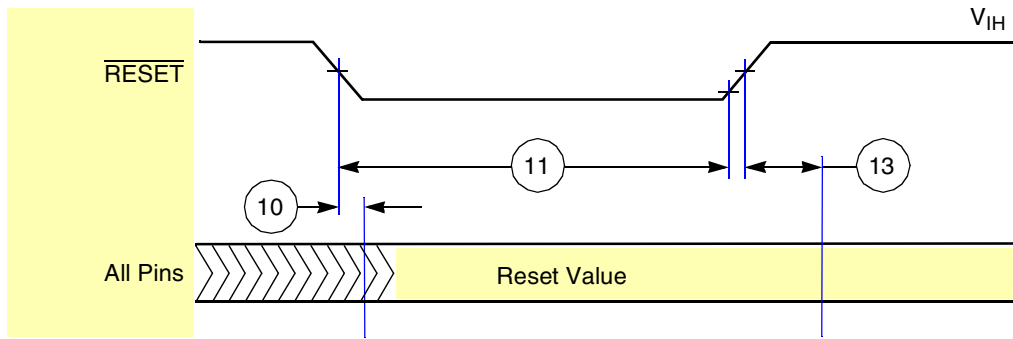 V_IH
RESET
11
13
10
All Pins
Reset Value